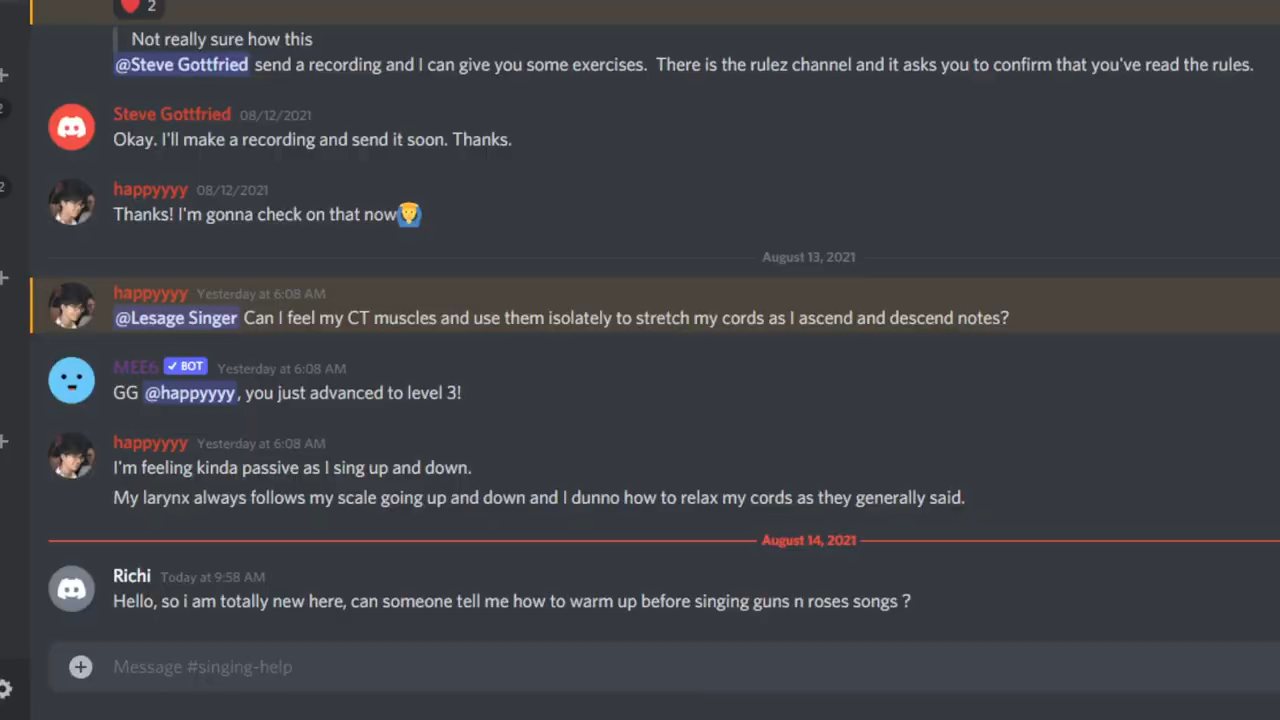 2
Not really sure how this
@Steve Gottfried send a recording and I can give you some exercises. There is the rulez channel and it asks you to confirm that you've read the rules.
Steve Gottfried 08/12/2021
Okay. I'll make a recording and send it soon. Thanks.
happyyyy 08/12/2021
Thanks! I'm gonna check on that now
August 13, 2021
happyyyy Yesterday at 6:08 AM
@Lesage Singer Can I feel my CT muscles and use them isolately to stretch my cords as I ascend and descend notes?
MEE6 ✓ BOT Yesterday at 6:08 AM
GG @happyyyy, you just advanced to level 3!
happyyyy Yesterday at 6:08 AM
I'm feeling kinda passive as I sing up and down.
My larynx always follows my scale going up and down and I dunno how to relax my cords as they generally said.
August 14, 2021
Richi Today at 9:58 AM
Hello, so i am totally new here, can someone tell me how to warm up before singing guns n roses songs ?
Message #singing-help